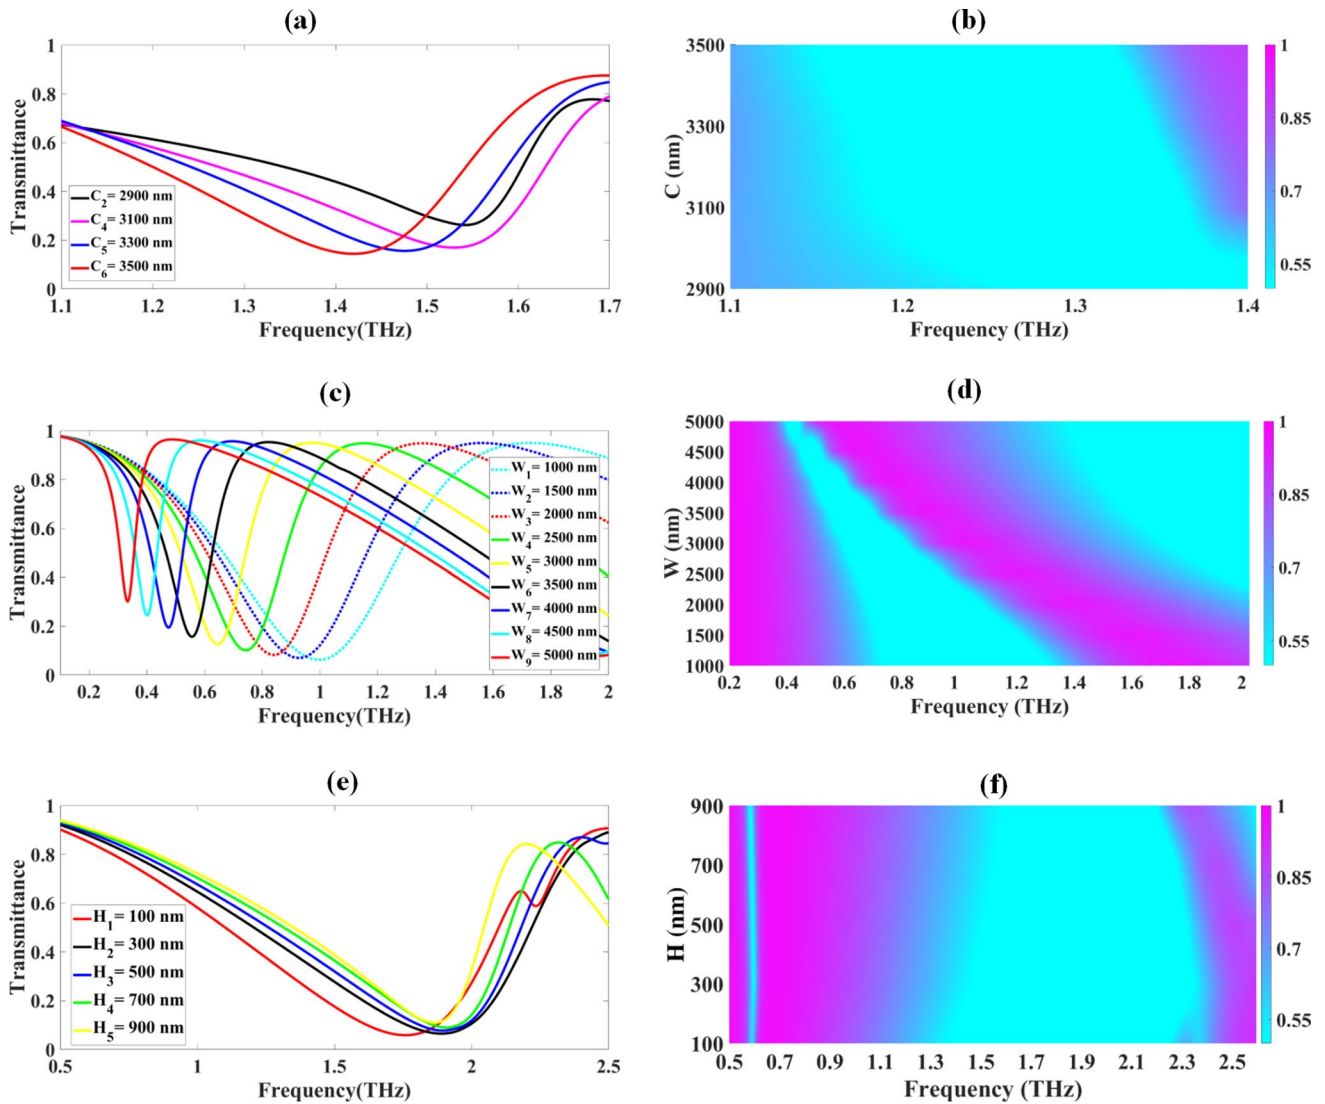 (a)
1
0.8
0.6
0.4
0.2
0
Transmittance
C2= 2900 nm
C4= 3100 nm
C5= 3300 nm
C6= 3500 nm
1.1 1.2 1.3 1.4 1.5 1.6 1.7
Frequency(THz)
(b)
3500
3300
3100
2900
C (nm)
1.1 1.2 1.3 1.4
Frequency (THz)
1
0.85
0.7
0.55
(c)
1
0.8
0.6
0.4
0.2
0
Transmittance
W1= 1000 nm
W2= 1500 nm
W3= 2000 nm
W4= 2500 nm
W5= 3000 nm
W6= 3500 nm
W7= 4000 nm
W8= 4500 nm
W9= 5000 nm
0.2 0.4 0.6 0.8 1 1.2 1.4 1.6 1.8 2
Frequency(THz)
(d)
5000
4500
4000
3500
3000
2500
2000
1500
1000
W (nm)
0.2 0.4 0.6 0.8 1 1.2 1.4 1.6 1.8 2
Frequency (THz)
1
0.85
0.7
0.55
(e)
1
0.8
0.6
0.4
0.2
0
Transmittance
H1= 100 nm
H2= 300 nm
H3= 500 nm
H4= 700 nm
H5= 900 nm
0.5 1 1.5 2 2.5
Frequency(THz)
(f)
900
700
500
300
100
H (nm)
0.5 0.7 0.9 1.1 1.3 1.5 1.7 1.9 2.1 2.3 2.5
Frequency (THz)
1
0.85
0.7
0.55